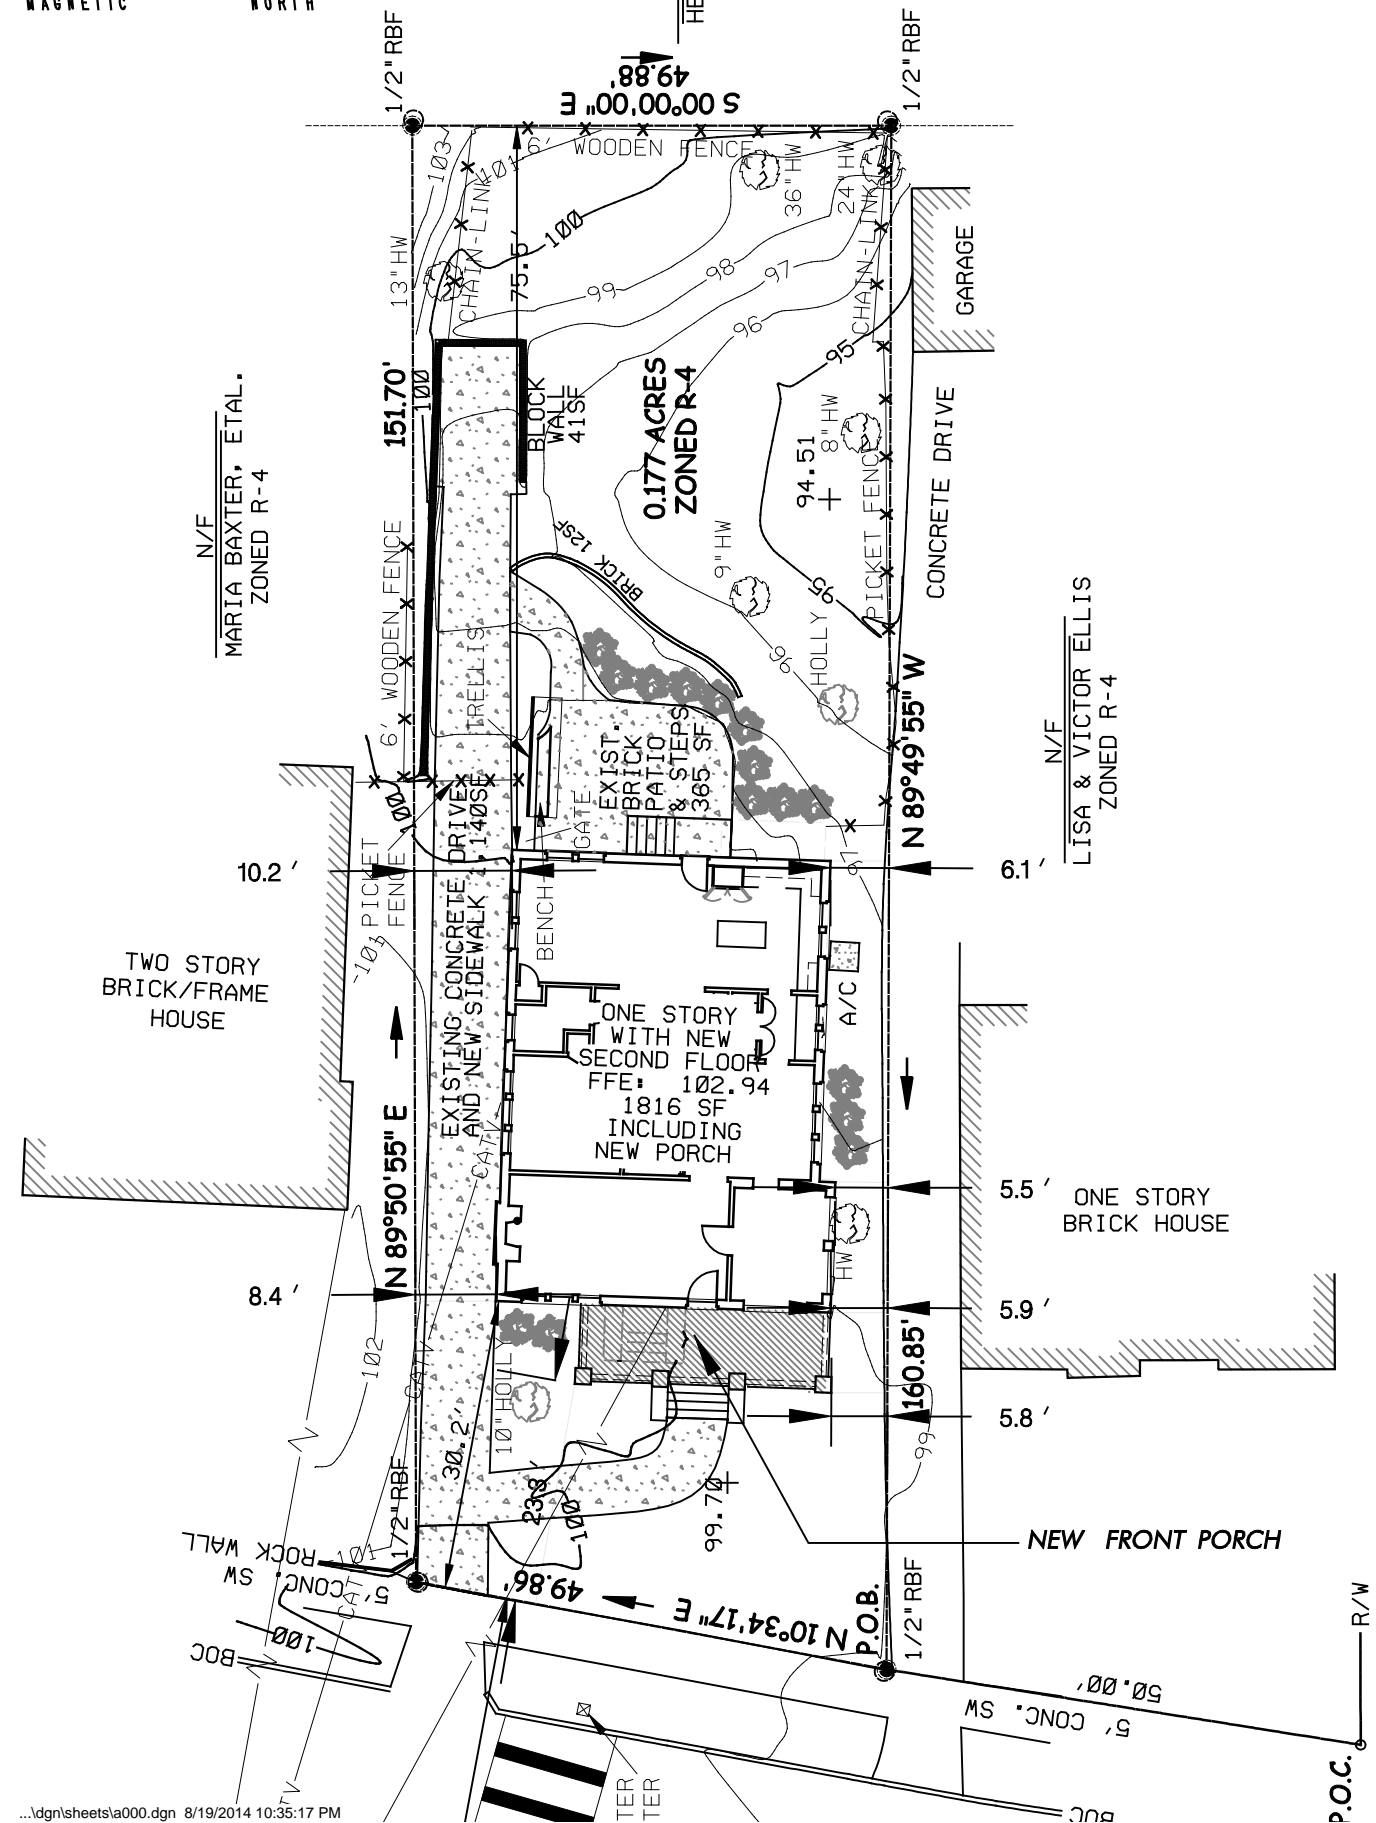 MAGNETIC NORTH
1/2"RBF
49.88'
S 00°00'00" E
1/2"RBF
6' WOODEN FENCE
103
101
CHAIN-LINK
13"HW
100
75.5'
36"HW
24"HW
CHAIN-LINK
GARAGE
99
98
97
96
95
151.70'
100
BLOCK
WALL
41SF
0.177 ACRES
ZONED R-4
94.51
8"HW
PICKET FENCE
CONCRETE DRIVE
N/F
MARIA BAXTER, ETAL.
ZONED R-4
6' WOODEN FENCE
BRICK 12SF
9"HW
95
96
HOLLY
TRELLIS
N 89°49'55" W
N/F
LISA & VICTOR ELLIS
ZONED R-4
EXIST.
BRICK
PATIO
& STEPS
365 SF
GATE
100
97
10.2 '
6.1'
PICKET
FENCE
101
BENCH
EXISTING CONCRETE DRIVE
AND NEW SIDEWALK 1,140SF
TWO STORY
BRICK/FRAME
HOUSE
A/C
ONE STORY
WITH NEW
SECOND FLOOR
FFE: 102.94
1816 SF
INCLUDING
NEW PORCH
N 89°50'55" E
CATV
5.5 '
ONE STORY
BRICK HOUSE
HW
8.4 '
5.9 '
102
CATV
10"HOLLY
160.85'
5.8 '
99
30.2'
23.3'
100
99.70
NEW FRONT PORCH
1/2"RBF
101
ROCK WALL
5' CONC. SW
CATV
100
BOC
49.86'
N 10°34'17" E
P.O.B.
1/2"RBF
50.00'
5' CONC. SW
R/W
P.O.C.
BOC
TER
TER
...\dgn\sheets\a000.dgn 8/19/2014 10:35:17 PM